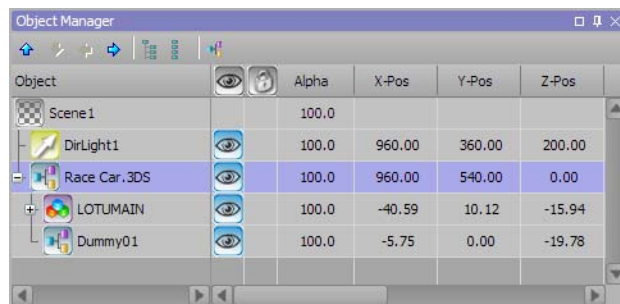 Object Manager
Object Alpha X-Pos Y-Pos Z-Pos
Scene1 100.0
DirLight1 100.0 960.00 360.00 200.00
Race Car.3DS 100.0 960.00 540.00 0.00
LOTUMAIN 100.0 -40.59 10.12 -15.94
Dummy01 100.0 -5.75 0.00 -19.78